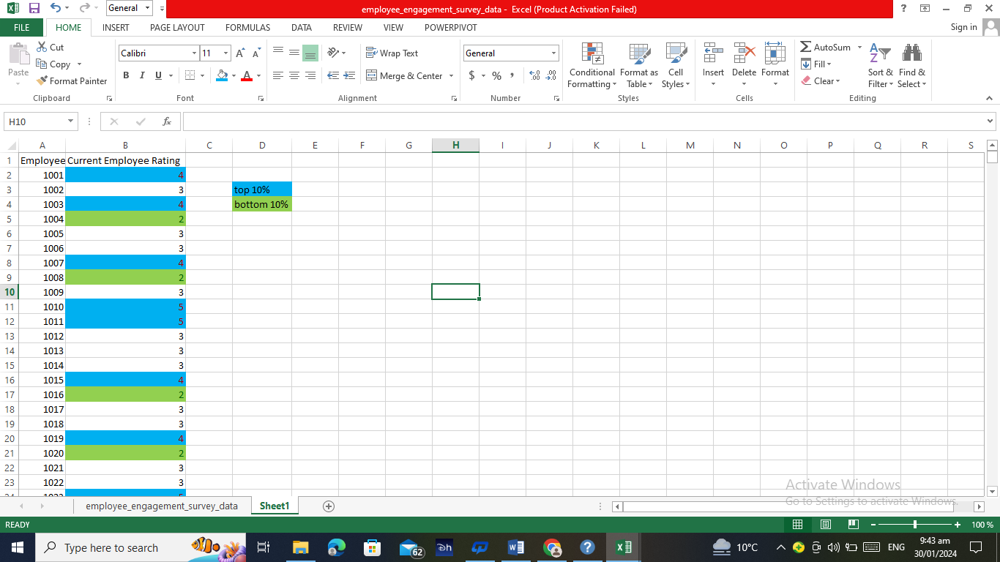 General
employee_engagement_survey_data - Excel (Product Activation Failed)
FILE HOME INSERT PAGE LAYOUT FORMULAS DATA REVIEW VIEW POWERPIVOT Sign in
Paste
Cut
Copy
Format Painter
Clipboard
Calibri 11
B I U
Font
Wrap Text
Merge & Center
Alignment
General
$ % ,
Number
Conditional Formatting
Format as Table
Cell Styles
Styles
Insert Delete Format
Cells
AutoSum
Fill
Clear
Sort & Filter
Find & Select
Editing
H10 fx
A B C D E F G H I J K L M N O P Q R S
1 Employee Current Employee Rating
2 1001 4
3 1002 3 top 10%
4 1003 4 bottom 10%
5 1004 2
6 1005 3
7 1006 3
8 1007 4
9 1008 2
10 1009 3
11 1010 5
12 1011 5
13 1012 3
14 1013 3
15 1014 3
16 1015 4
17 1016 2
18 1017 3
19 1018 3
20 1019 4
21 1020 2
22 1021 3
23 1022 3
24 1023 5
Activate Windows
Go to Settings to activate Windows.
employee_engagement_survey_data Sheet1
READY 100 %
Type here to search
62
10°C
ENG
9:43 am
30/01/2024